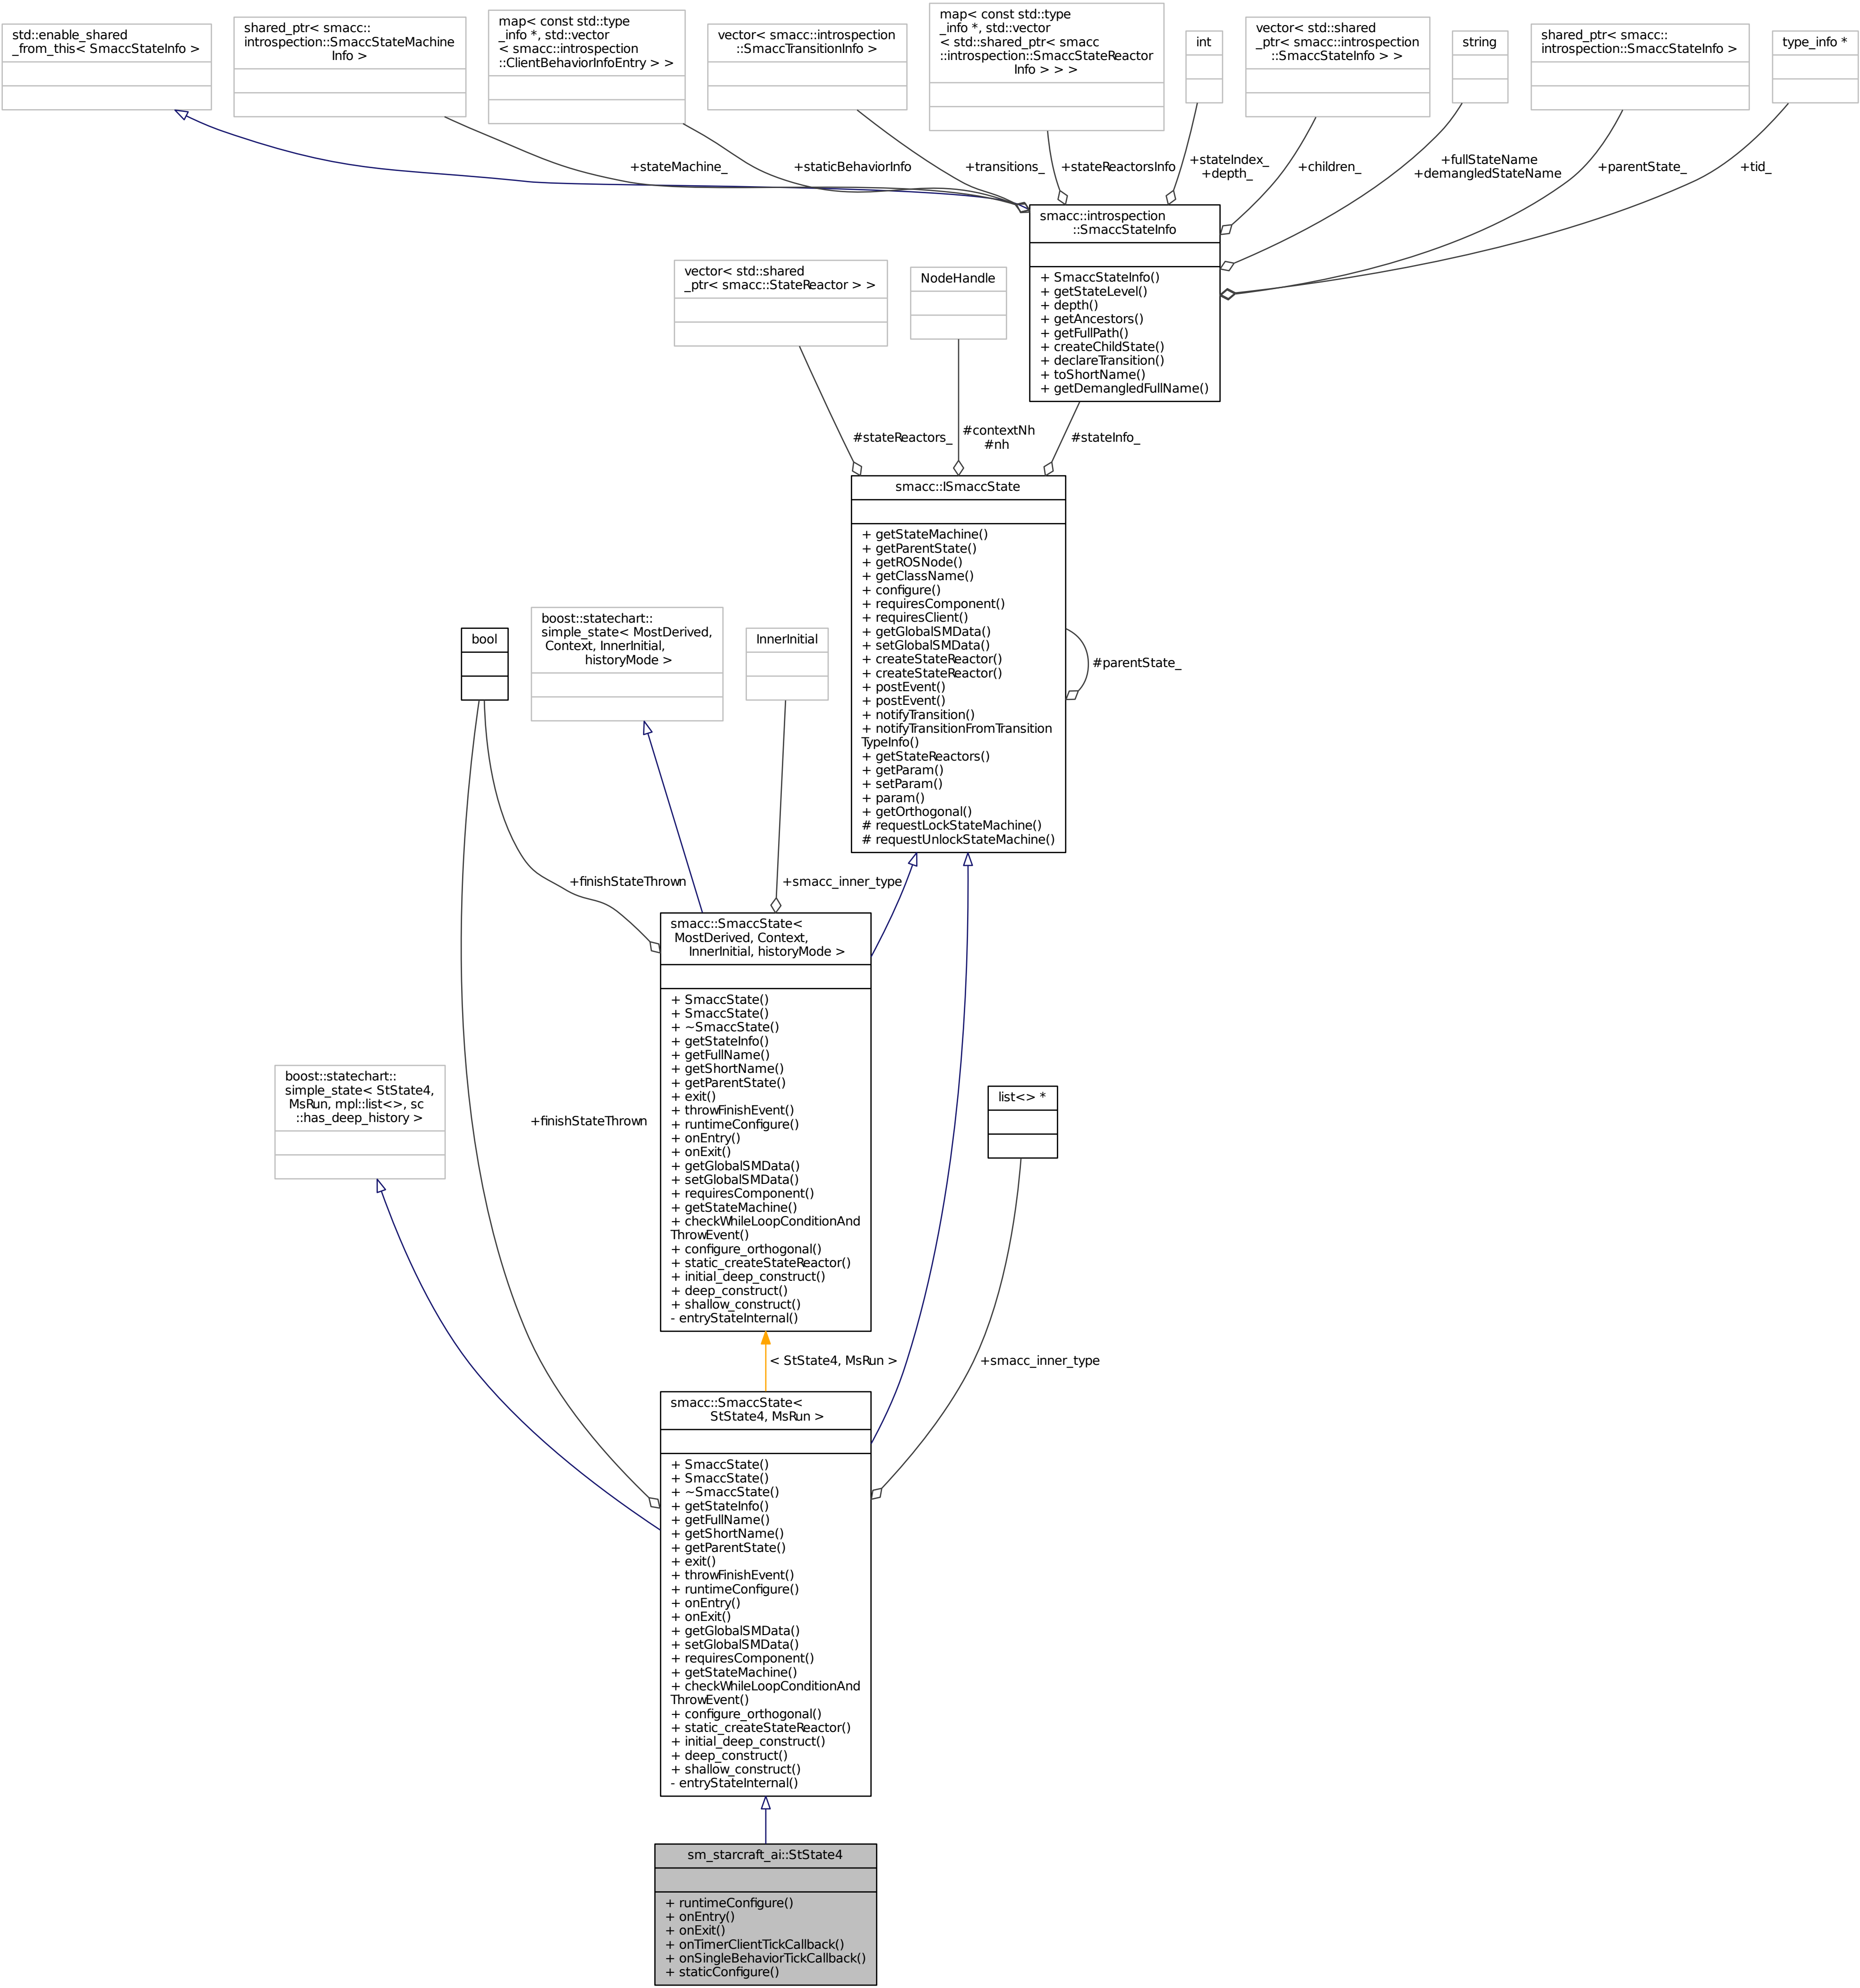 std::enable_shared
_from_this< SmaccStateInfo >
shared_ptr< smacc::
introspection::SmaccStateMachine
Info >
map< const std::type
_info *, std::vector
< smacc::introspection
::ClientBehaviorInfoEntry > >
vector< smacc::introspection
::SmaccTransitionInfo >
map< const std::type
_info *, std::vector
< std::shared_ptr< smacc
::introspection::SmaccStateReactor
Info > > >
int
vector< std::shared
_ptr< smacc::introspection
::SmaccStateInfo > >
string
shared_ptr< smacc::
introspection::SmaccStateInfo >
type_info *
+stateMachine_
+staticBehaviorInfo
+transitions_
+stateReactorsInfo
+stateIndex_
+depth_
+children_
+fullStateName
+demangledStateName
+parentState_
+tid_
smacc::introspection
::SmaccStateInfo
+ SmaccStateInfo()
+ getStateLevel()
+ depth()
+ getAncestors()
+ getFullPath()
+ createChildState()
+ declareTransition()
+ toShortName()
+ getDemangledFullName()
vector< std::shared
_ptr< smacc::StateReactor > >
NodeHandle
#stateReactors_
#contextNh
#nh
#stateInfo_
smacc::ISmaccState
+ getStateMachine()
+ getParentState()
+ getROSNode()
+ getClassName()
+ configure()
+ requiresComponent()
+ requiresClient()
+ getGlobalSMData()
+ setGlobalSMData()
+ createStateReactor()
+ createStateReactor()
+ postEvent()
+ postEvent()
+ notifyTransition()
+ notifyTransitionFromTransition
TypeInfo()
+ getStateReactors()
+ getParam()
+ setParam()
+ param()
+ getOrthogonal()
# requestLockStateMachine()
# requestUnlockStateMachine()
#parentState_
bool
boost::statechart::
simple_state< MostDerived,
Context, InnerInitial,
historyMode >
InnerInitial
+finishStateThrown
+smacc_inner_type
smacc::SmaccState<
MostDerived, Context,
InnerInitial, historyMode >
+ SmaccState()
+ SmaccState()
+ ~SmaccState()
+ getStateInfo()
+ getFullName()
+ getShortName()
+ getParentState()
+ exit()
+ throwFinishEvent()
+ runtimeConfigure()
+ onEntry()
+ onExit()
+ getGlobalSMData()
+ setGlobalSMData()
+ requiresComponent()
+ getStateMachine()
+ checkWhileLoopConditionAnd
ThrowEvent()
+ configure_orthogonal()
+ static_createStateReactor()
+ initial_deep_construct()
+ deep_construct()
+ shallow_construct()
- entryStateInternal()
boost::statechart::
simple_state< StState4,
MsRun, mpl::list<>, sc
::has_deep_history >
+finishStateThrown
list<> *
< StState4, MsRun >
+smacc_inner_type
smacc::SmaccState<
StState4, MsRun >
+ SmaccState()
+ SmaccState()
+ ~SmaccState()
+ getStateInfo()
+ getFullName()
+ getShortName()
+ getParentState()
+ exit()
+ throwFinishEvent()
+ runtimeConfigure()
+ onEntry()
+ onExit()
+ getGlobalSMData()
+ setGlobalSMData()
+ requiresComponent()
+ getStateMachine()
+ checkWhileLoopConditionAnd
ThrowEvent()
+ configure_orthogonal()
+ static_createStateReactor()
+ initial_deep_construct()
+ deep_construct()
+ shallow_construct()
- entryStateInternal()
sm_starcraft_ai::StState4
+ runtimeConfigure()
+ onEntry()
+ onExit()
+ onTimerClientTickCallback()
+ onSingleBehaviorTickCallback()
+ staticConfigure()